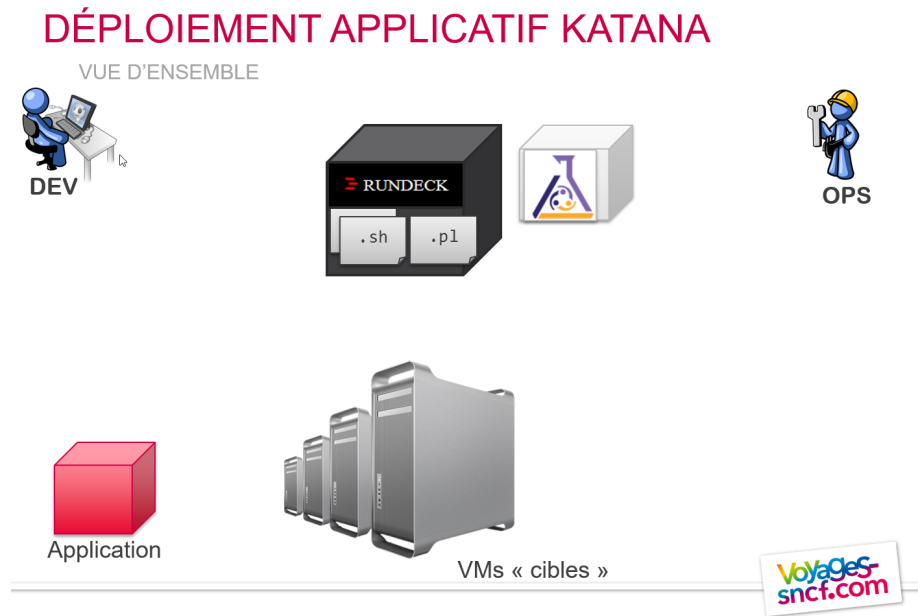 DÉPLOIEMENT APPLICATIF KATANA
VUE D'ENSEMBLE
DEV
OPS
RUNDECK
.sh
.pl
Application
VMs « cibles »
Voyages-
sncf.com